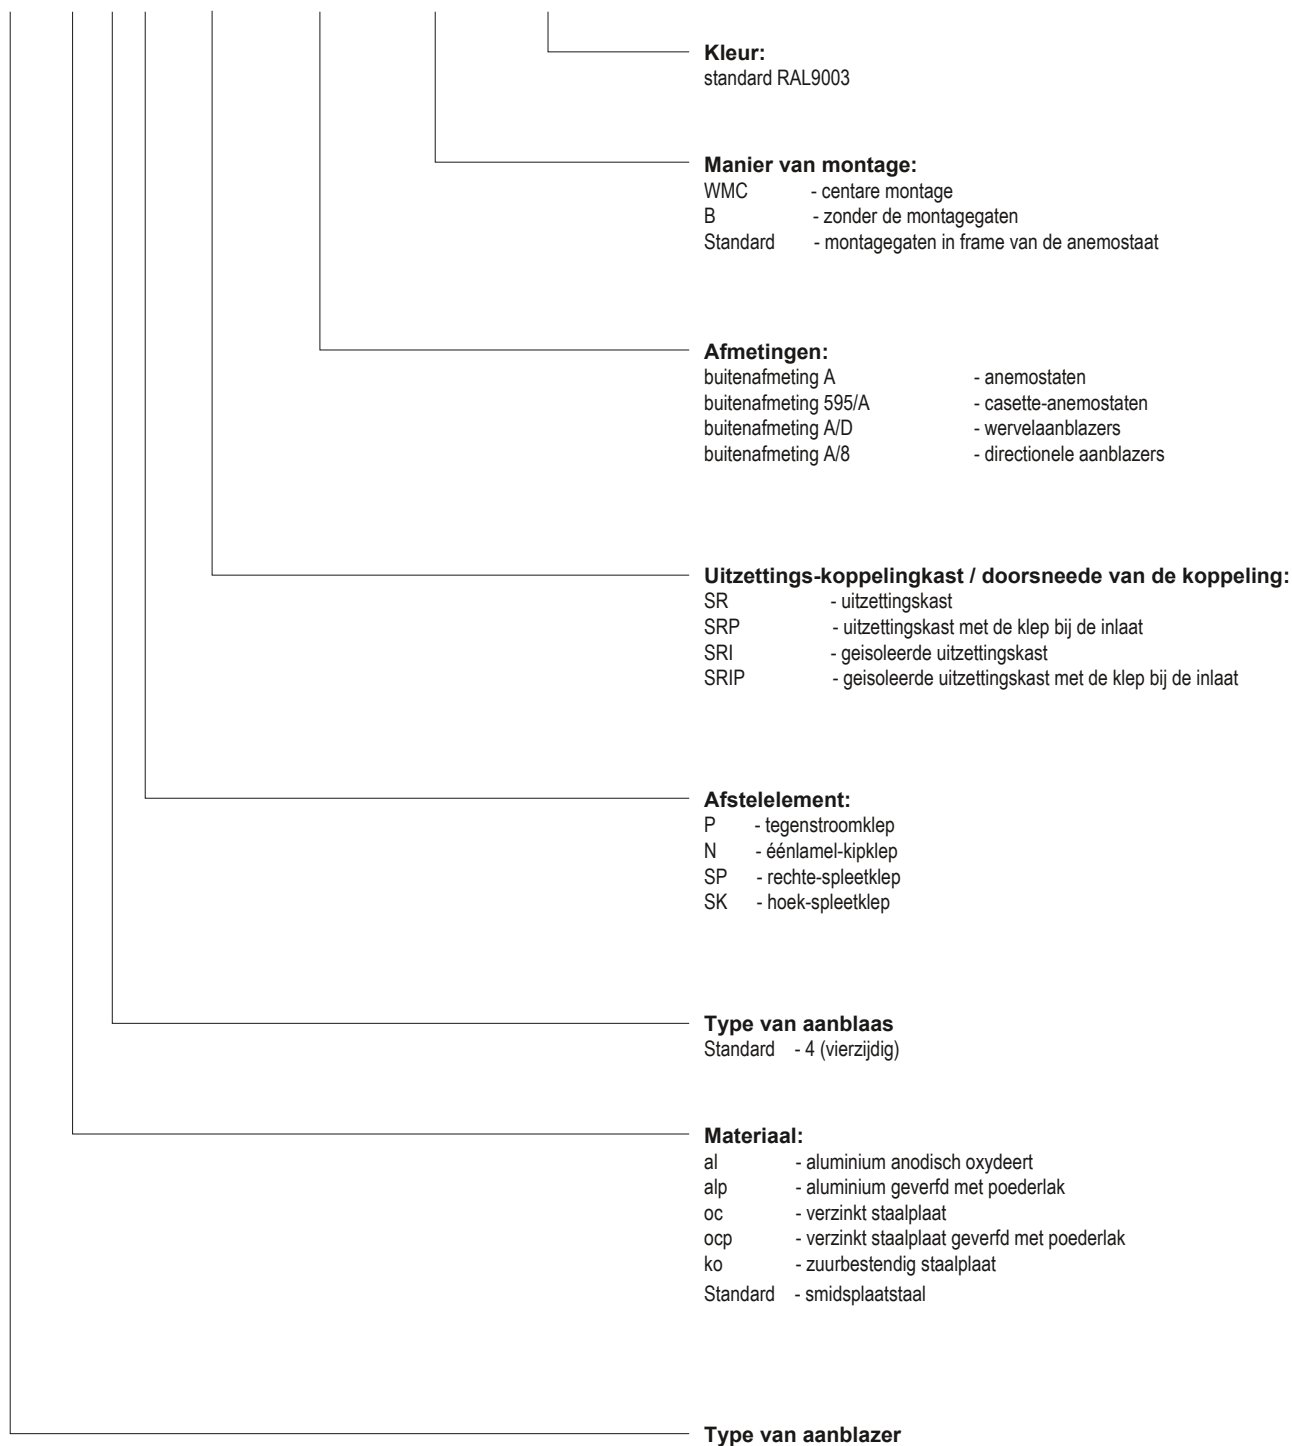 Kleur:
standard RAL9003
Manier van montage:
WMC - centare montage
B - zonder de montagegaten
Standard - montagegaten in frame van de anemostaat
Afmetingen:
buitenafmeting A - anemostaten
buitenafmeting 595/A - casette-anemostaten
buitenafmeting A/D - wervelaanblazers
buitenafmeting A/8 - directionele aanblazers
Uitzettings-koppelingkast / doorsneede van de koppeling:
SR - uitzettingskast
SRP - uitzettingskast met de klep bij de inlaat
SRI - geisoleerde uitzettingskast
SRIP - geisoleerde uitzettingskast met de klep bij de inlaat
Afstelelement:
P - tegenstroomklep
N - éénlamel-kipklep
SP - rechte-spleetklep
SK - hoek-spleetklep
Type van aanblaas
Standard - 4 (vierzijdig)
Materiaal:
al - aluminium anodisch oxydeert
alp - aluminium geverfd met poederlak
oc - verzinkt staalplaat
ocp - verzinkt staalplaat geverfd met poederlak
ko - zuurbestendig staalplaat
Standard - smidsplaatstaal
Type van aanblazer